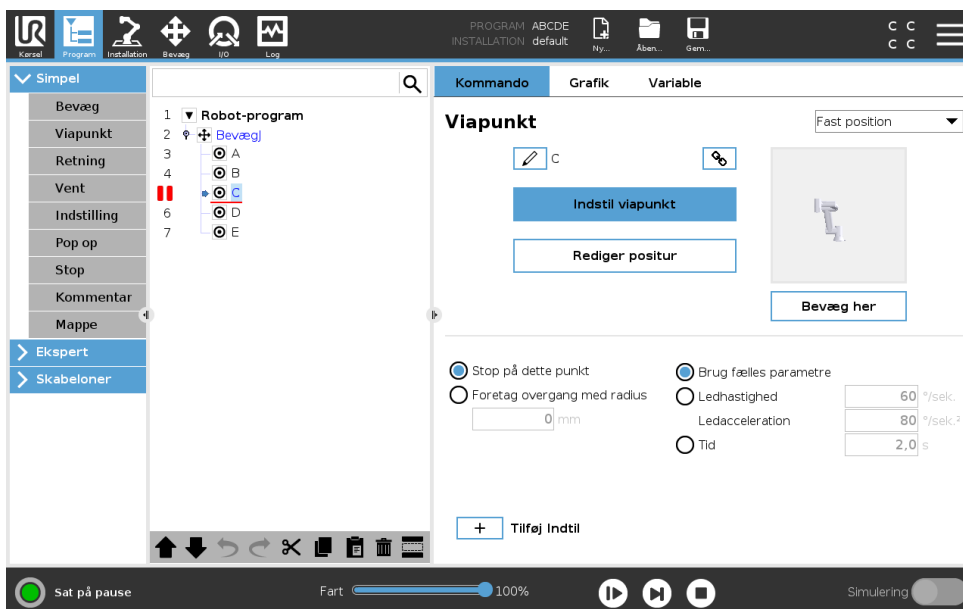 UR
Kørsel
Program
Installation
Bevæg
I/O
Log
PROGRAM ABCDE
INSTALLATION default
Ny...
Åben...
Gem...
C C
C C
Simpel
Bevæg
Viapunkt
Retning
Vent
Indstilling
Pop op
Stop
Kommentar
Mappe
Ekspert
Skabeloner
1 Robot-program
2 BevægJ
3 A
4 B
C
6 D
7 E
Kommando Grafik Variable
Viapunkt
Fast position
C
Indstil viapunkt
Rediger positur
Bevæg her
Stop på dette punkt
Foretag overgang med radius
0 mm
Brug fælles parametre
Ledhastighed 60 °/sek.
Ledacceleration 80 °/sek.²
Tid 2,0 s
+ Tilføj Indtil
Sat på pause
Fart 100%
Simulering